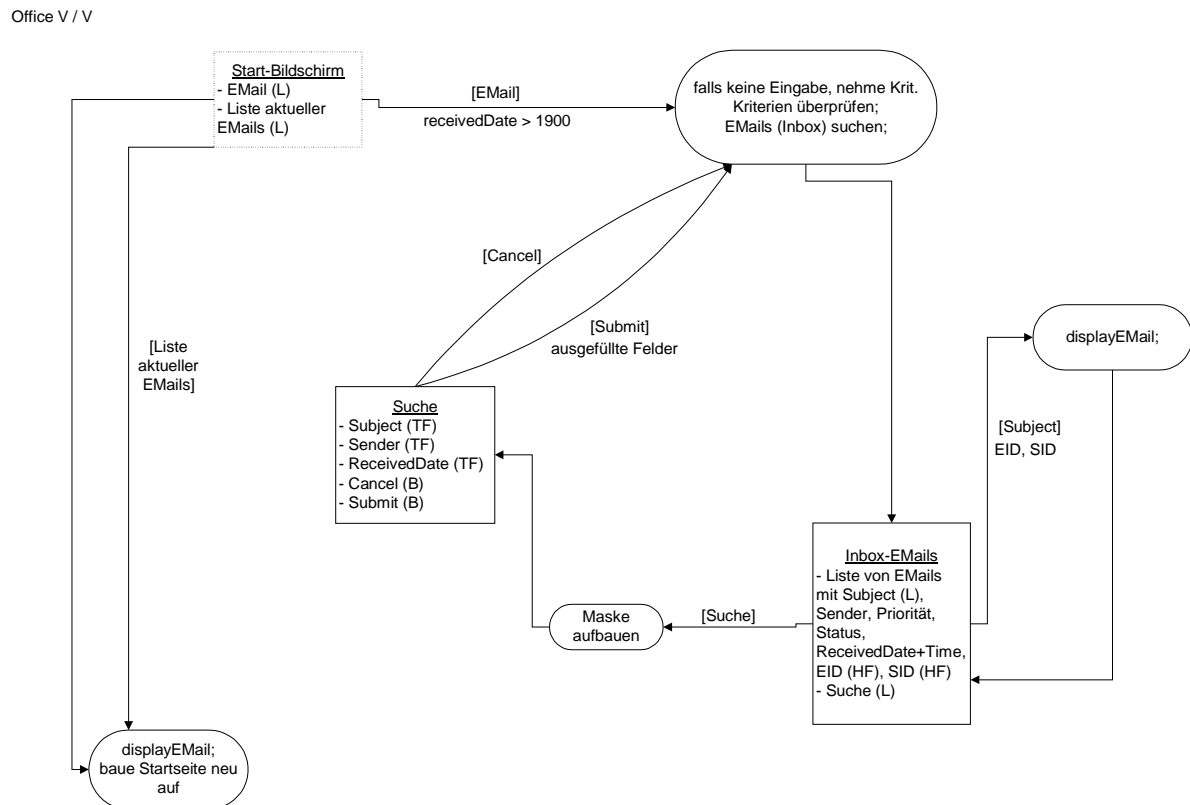 Office V / V
Start-Bildschirm
- EMail (L)
- Liste aktueller
EMails (L)
[EMail]
receivedDate > 1900
falls keine Eingabe, nehme Krit.
Kriterien überprüfen;
EMails (Inbox) suchen;
[Cancel]
[Submit]
ausgefüllte Felder
[Liste
aktueller
EMails]
displayEMail;
Suche
- Subject (TF)
- Sender (TF)
- ReceivedDate (TF)
- Cancel (B)
- Submit (B)
[Subject]
EID, SID
Inbox-EMails
- Liste von EMails
mit Subject (L),
Sender, Priorität,
Status,
ReceivedDate+Time,
EID (HF), SID (HF)
- Suche (L)
[Suche]
Maske
aufbauen
displayEMail;
baue Startseite neu
auf